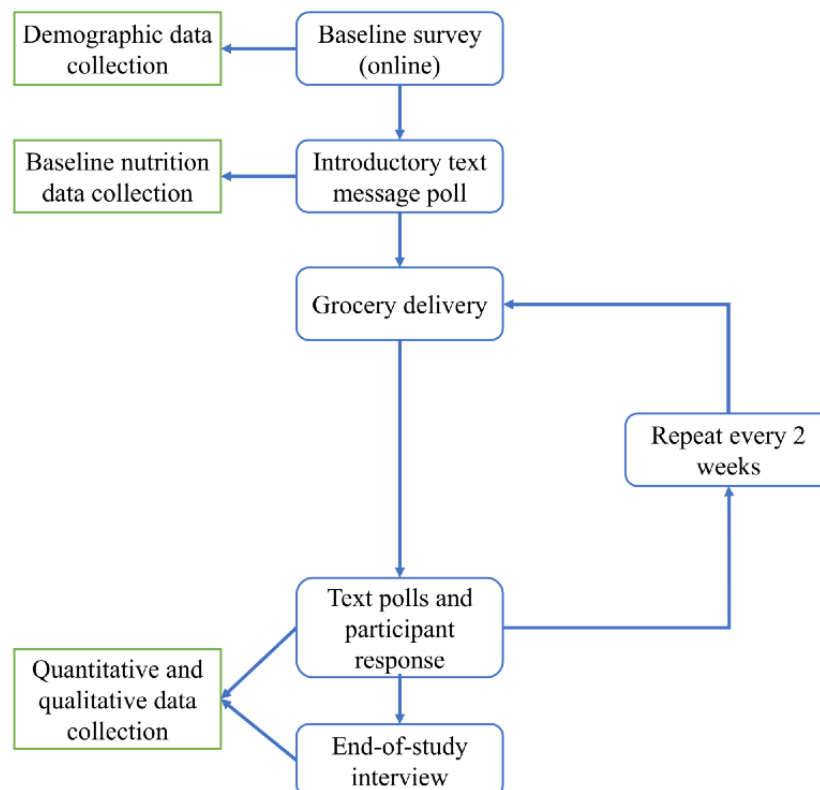 Demographic data
collection
Baseline survey
(online)
Baseline nutrition
data collection
Introductory text
message poll
Grocery delivery
Repeat every 2
weeks
Text polls and
participant
response
Quantitative and
qualitative data
collection
End-of-study
interview